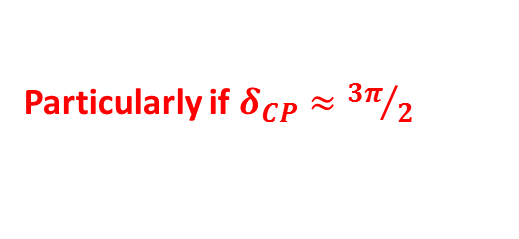 Particularly if δ_CP ≈ 3π/2